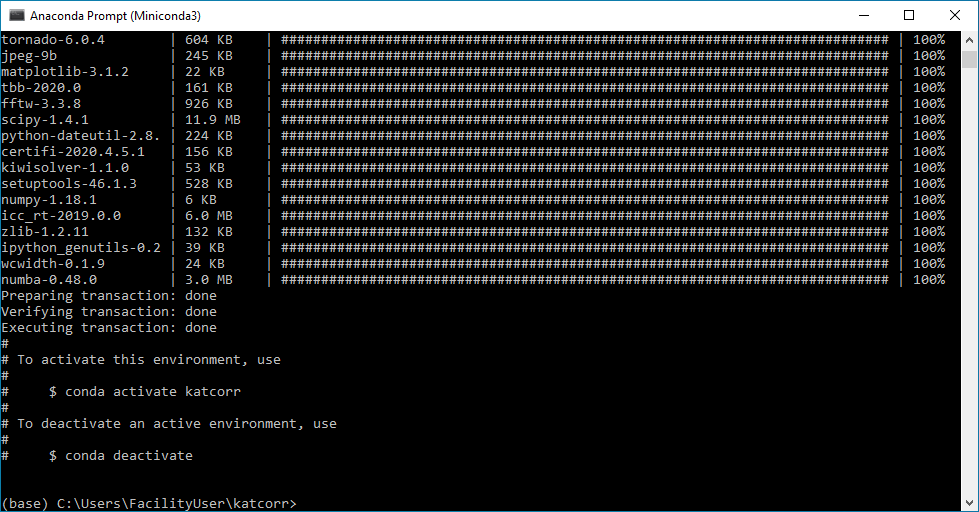 Anaconda Prompt (Miniconda3)
tornado-6.0.4        | 604 KB    | ############################################################################ | 100%
jpeg-9b              | 245 KB    | ############################################################################ | 100%
matplotlib-3.1.2     | 22 KB     | ############################################################################ | 100%
tbb-2020.0           | 161 KB    | ############################################################################ | 100%
fftw-3.3.8           | 926 KB    | ############################################################################ | 100%
scipy-1.4.1          | 11.9 MB   | ############################################################################ | 100%
python-dateutil-2.8. | 224 KB    | ############################################################################ | 100%
certifi-2020.4.5.1   | 156 KB    | ############################################################################ | 100%
kiwisolver-1.1.0     | 53 KB     | ############################################################################ | 100%
setuptools-46.1.3    | 528 KB    | ############################################################################ | 100%
numpy-1.18.1         | 6 KB      | ############################################################################ | 100%
icc_rt-2019.0.0      | 6.0 MB    | ############################################################################ | 100%
zlib-1.2.11          | 132 KB    | ############################################################################ | 100%
ipython_genutils-0.2 | 39 KB     | ############################################################################ | 100%
wcwidth-0.1.9        | 24 KB     | ############################################################################ | 100%
numba-0.48.0         | 3.0 MB    | ############################################################################ | 100%
Preparing transaction: done
Verifying transaction: done
Executing transaction: done
#
# To activate this environment, use
#
#     $ conda activate katcorr
#
# To deactivate an active environment, use
#
#     $ conda deactivate
(base) C:\Users\FacilityUser\katcorr>